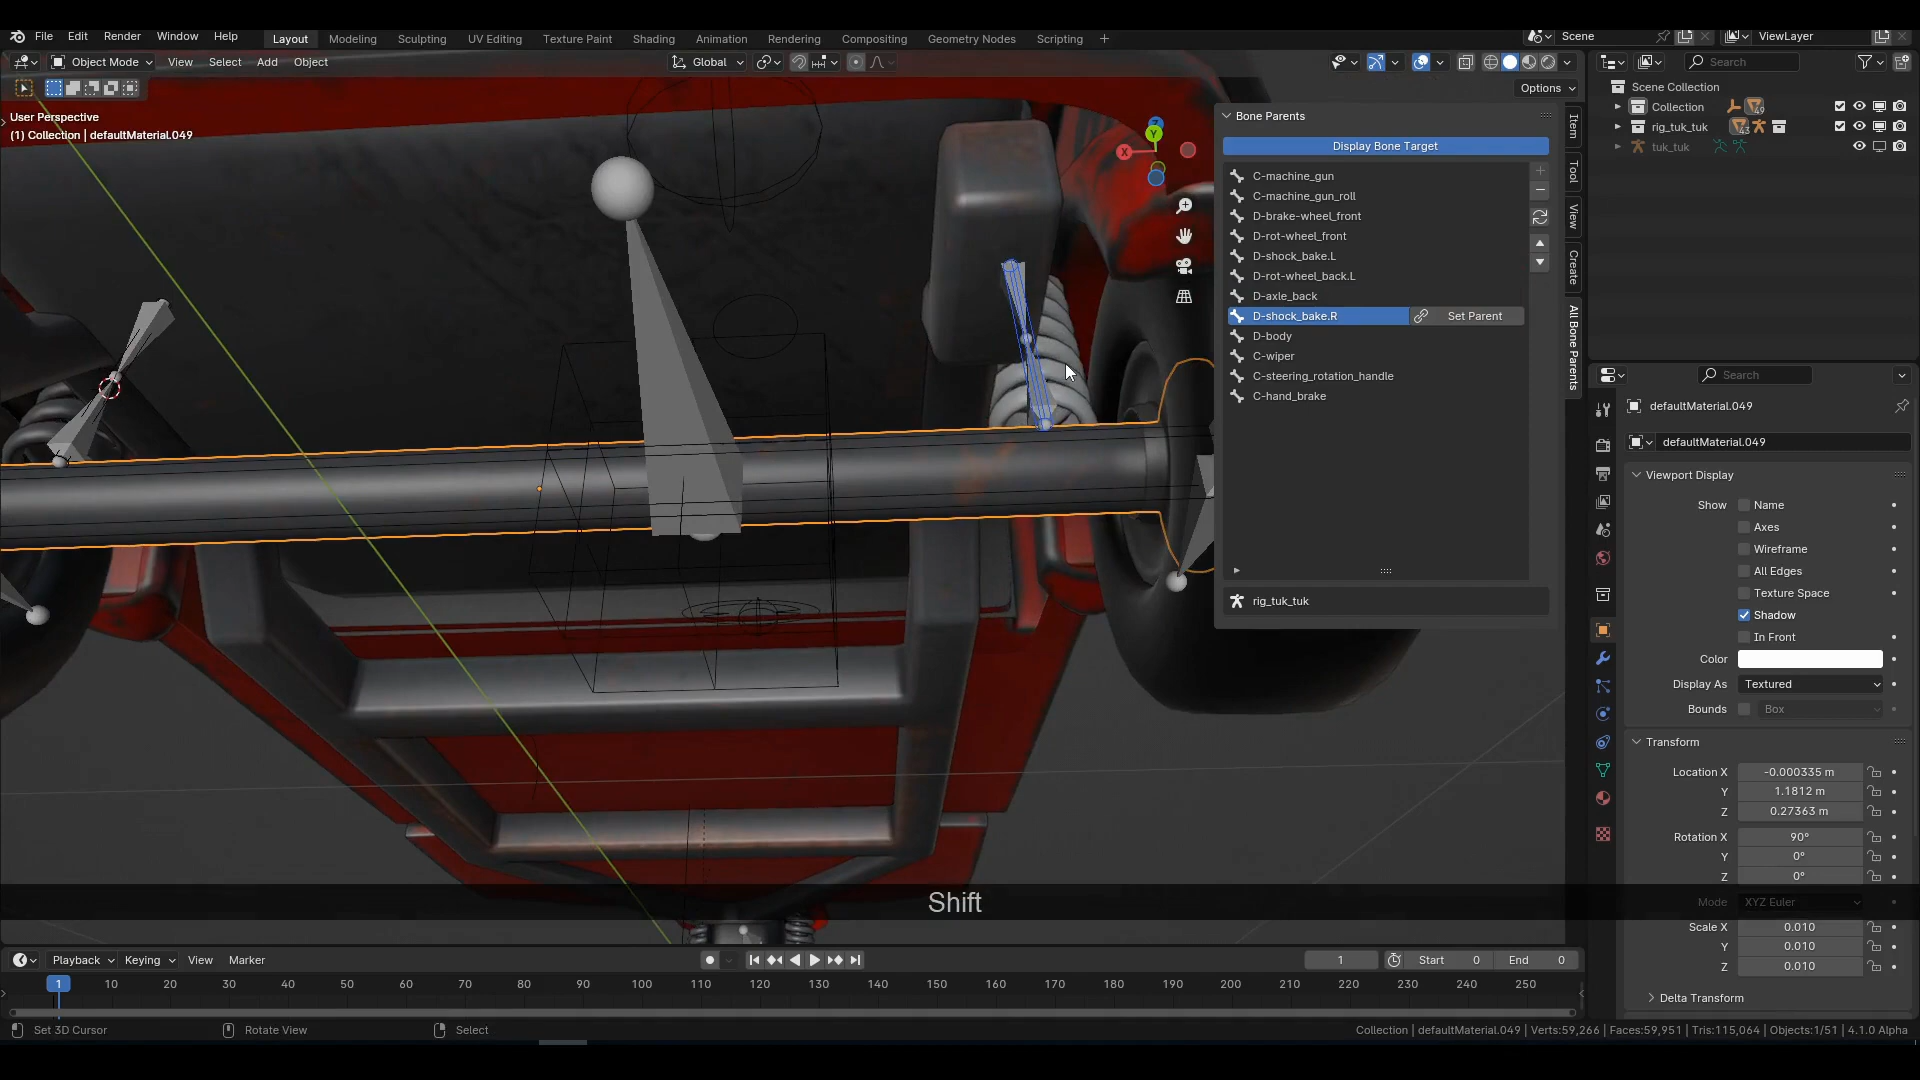 File Edit Render Window Help Layout Modeling Sculpting UV Editing Texture Paint Shading Animation Rendering Compositing Geometry Nodes Scripting + Scene ViewLayer
Object Mode View Select Add Object Global Search
Options
User Perspective
(1) Collection | defaultMaterial.049
Z
Y
X
Bone Parents
Display Bone Target
C-machine_gun
C-machine_gun_roll
D-brake-wheel_front
D-rot-wheel_front
D-shock_bake.L
D-rot-wheel_back.L
D-axle_back
D-shock_bake.R Set Parent
D-body
C-wiper
C-steering_rotation_handle
C-hand_brake
rig_tuk_tuk
Item
Tool
View
Create
All Bone Parents
Scene Collection
Collection 49
rig_tuk_tuk 43
tuk_tuk
Search
defaultMaterial.049
defaultMaterial.049
Viewport Display
Show Name
Axes
Wireframe
All Edges
Texture Space
Shadow
In Front
Color
Display As Textured
Bounds Box
Transform
Location X -0.000335 m
Y 1.1812 m
Z 0.27363 m
Rotation X 90°
Y 0°
Z 0°
Mode XYZ Euler
Scale X 0.010
Y 0.010
Z 0.010
Delta Transform
Shift
Playback Keying View Marker 1 Start 0 End 0
1 10 20 30 40 50 60 70 80 90 100 110 120 130 140 150 160 170 180 190 200 210 220 230 240 250
Set 3D Cursor Rotate View Select Collection | defaultMaterial.049 | Verts:59,266 | Faces:59,951 | Tris:115,064 | Objects:1/51 | 4.1.0 Alpha